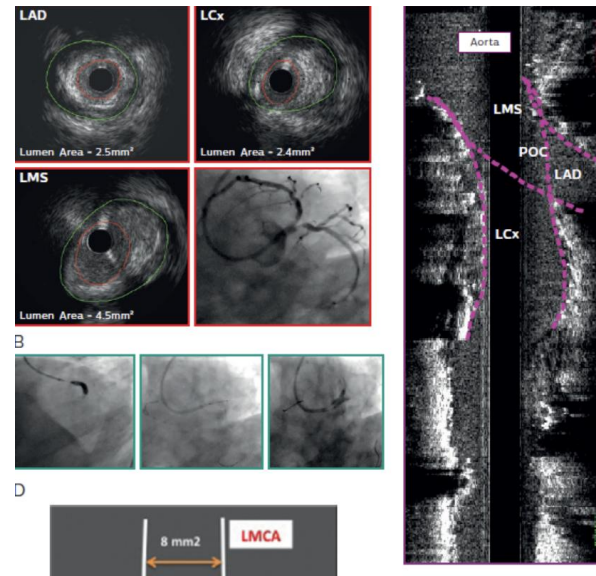 LAD
LCx
Lumen Area - 2.5mm²
Lumen Area - 2.4mm²
LMS
Lumen Area - 4.5mm²
Aorta
LMS
POC
LAD
LCx
B
D
8 mm2
LMCA